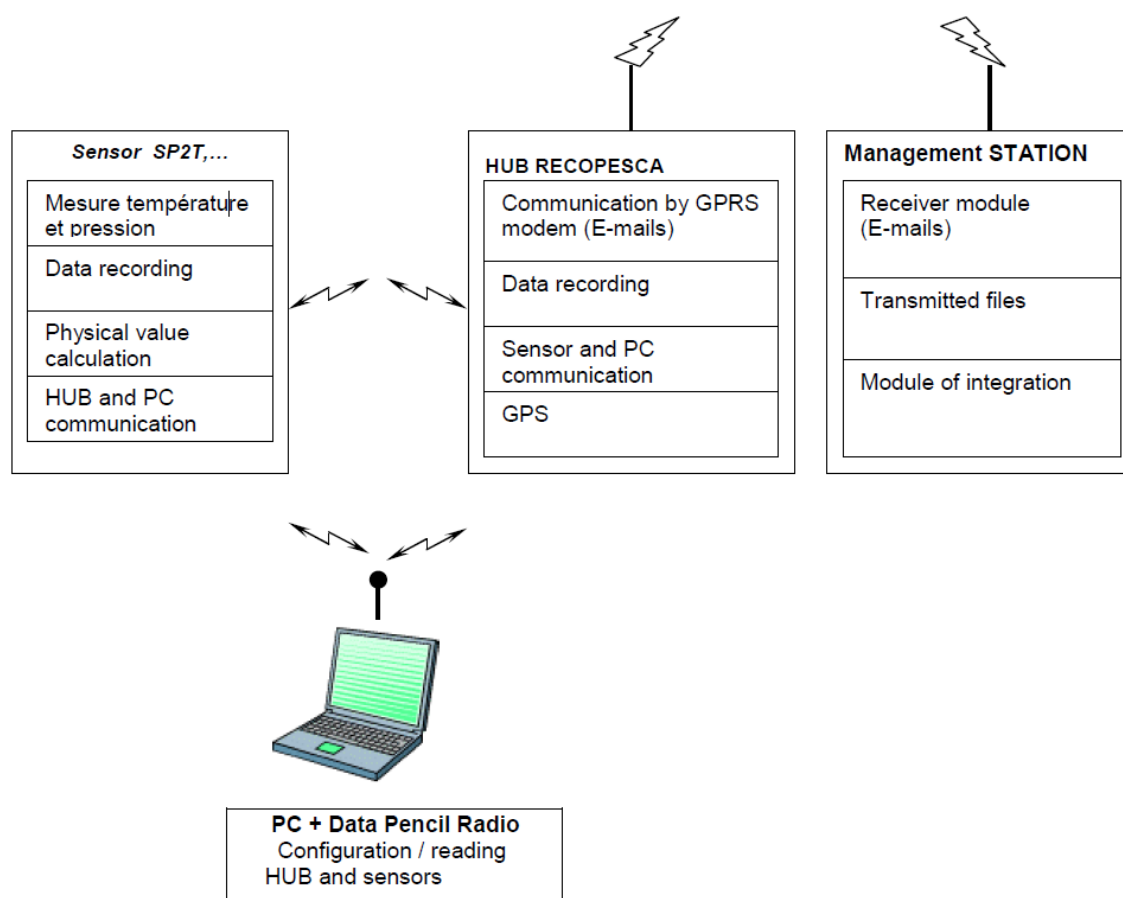 Sensor SP2T,...
Mesure température
et pression
Data recording
Physical value
calculation
HUB and PC
communication
HUB RECOPESCA
Communication by GPRS
modem (E-mails)
Data recording
Sensor and PC
communication
GPS
Management STATION
Receiver module
(E-mails)
Transmitted files
Module of integration
PC + Data Pencil Radio
Configuration / reading
HUB and sensors